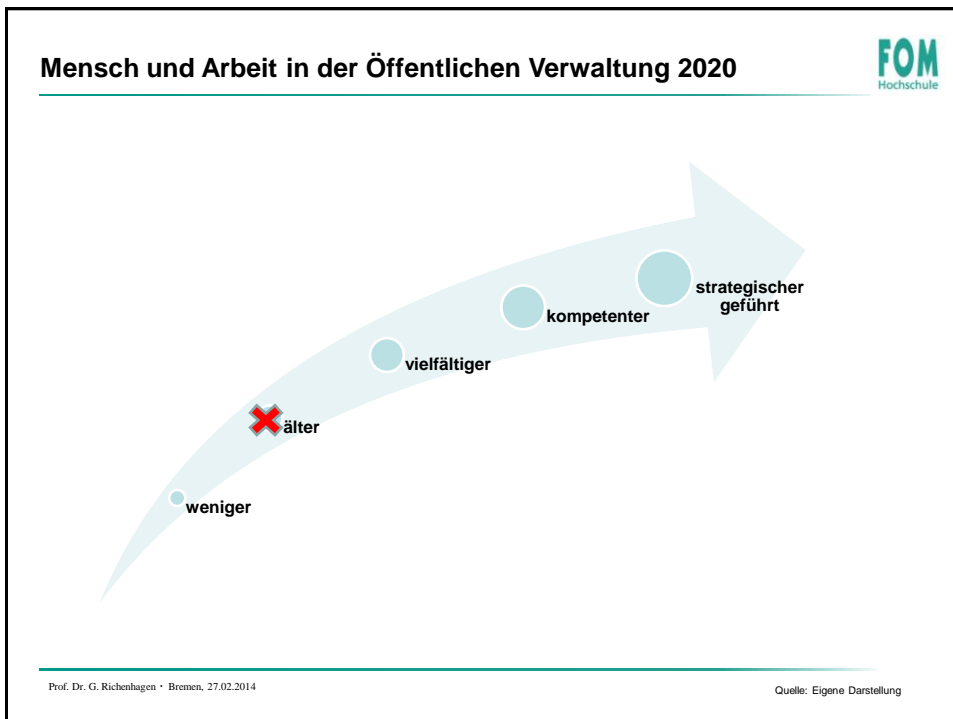 Mensch und Arbeit in der Öffentlichen Verwaltung 2020
FOM
Hochschule
strategischer
geführt
kompetenter
vielfältiger
älter
weniger
Prof. Dr. G. Richenhagen · Bremen, 27.02.2014
Quelle: Eigene Darstellung